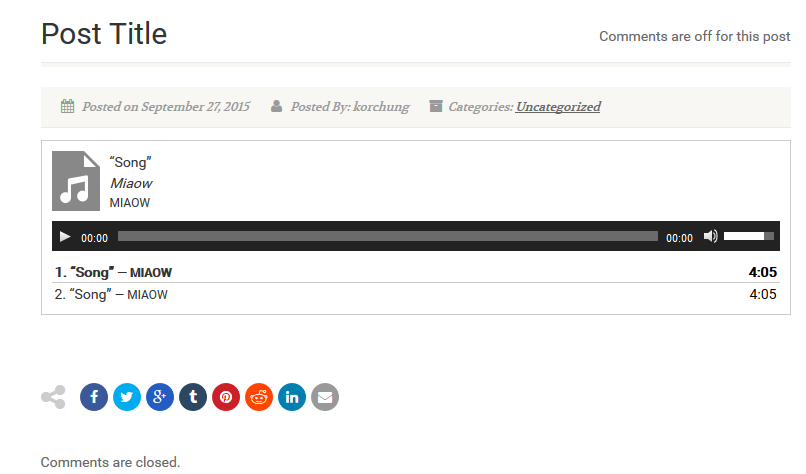 Post Title
Comments are off for this post
Posted on September 27, 2015 Posted By: korchung Categories: Uncategorized
“Song”
Miaow
MIAOW
00:00 00:00
1. “Song” — MIAOW 4:05
2. “Song” — MIAOW 4:05
f g+ t in
Comments are closed.